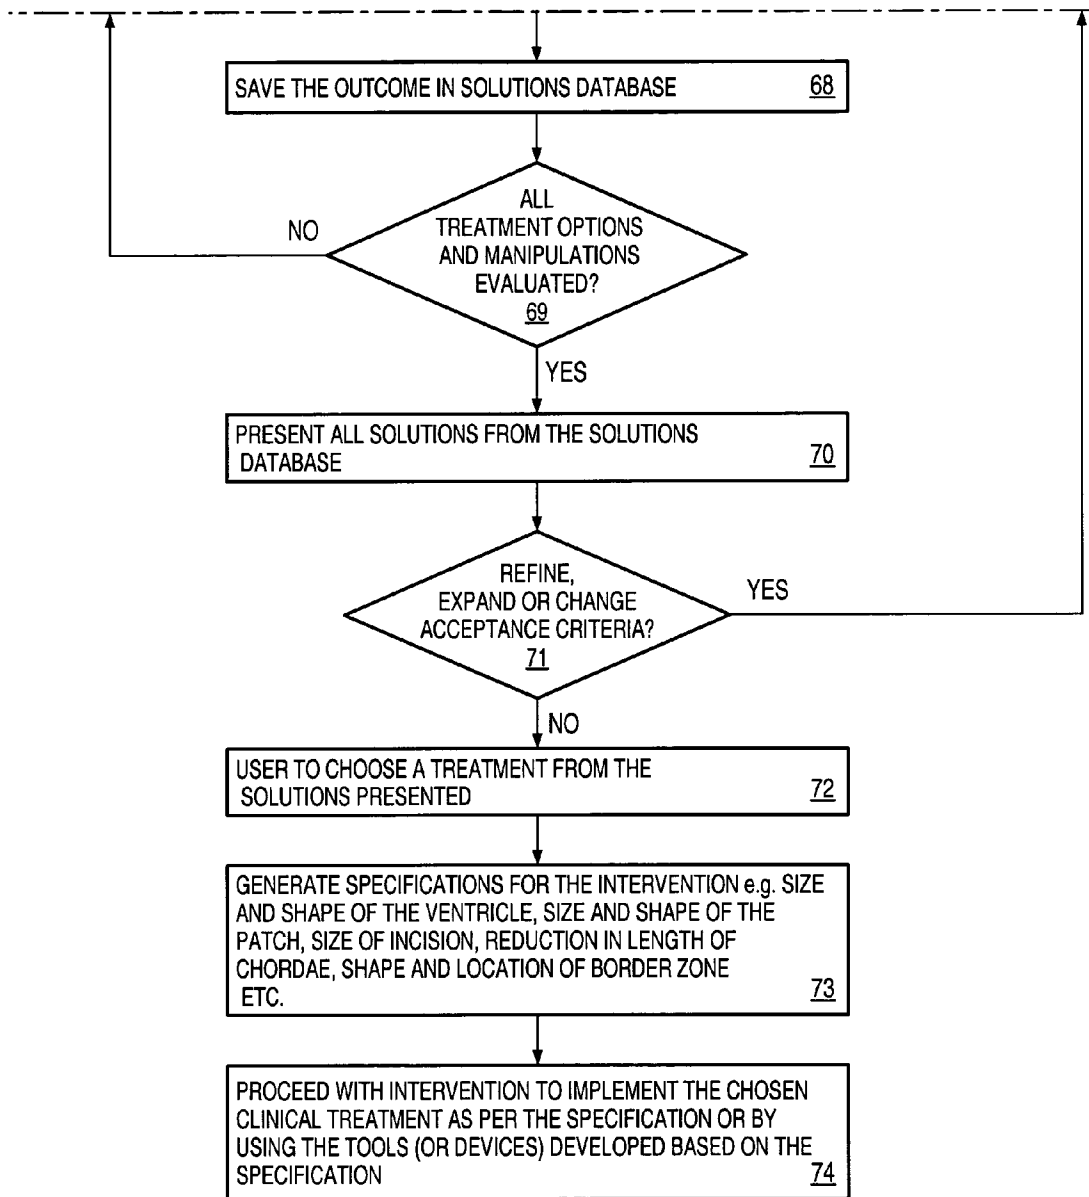 SAVE THE OUTCOME IN SOLUTIONS DATABASE 68
ALL
TREATMENT OPTIONS
AND MANIPULATIONS
EVALUATED?
69
NO
YES
PRESENT ALL SOLUTIONS FROM THE SOLUTIONS
DATABASE 70
REFINE,
EXPAND OR CHANGE
ACCEPTANCE CRITERIA?
71
YES
NO
USER TO CHOOSE A TREATMENT FROM THE
SOLUTIONS PRESENTED 72
GENERATE SPECIFICATIONS FOR THE INTERVENTION e.g. SIZE
AND SHAPE OF THE VENTRICLE, SIZE AND SHAPE OF THE
PATCH, SIZE OF INCISION, REDUCTION IN LENGTH OF
CHORDAE, SHAPE AND LOCATION OF BORDER ZONE
ETC. 73
PROCEED WITH INTERVENTION TO IMPLEMENT THE CHOSEN
CLINICAL TREATMENT AS PER THE SPECIFICATION OR BY
USING THE TOOLS (OR DEVICES) DEVELOPED BASED ON THE
SPECIFICATION 74